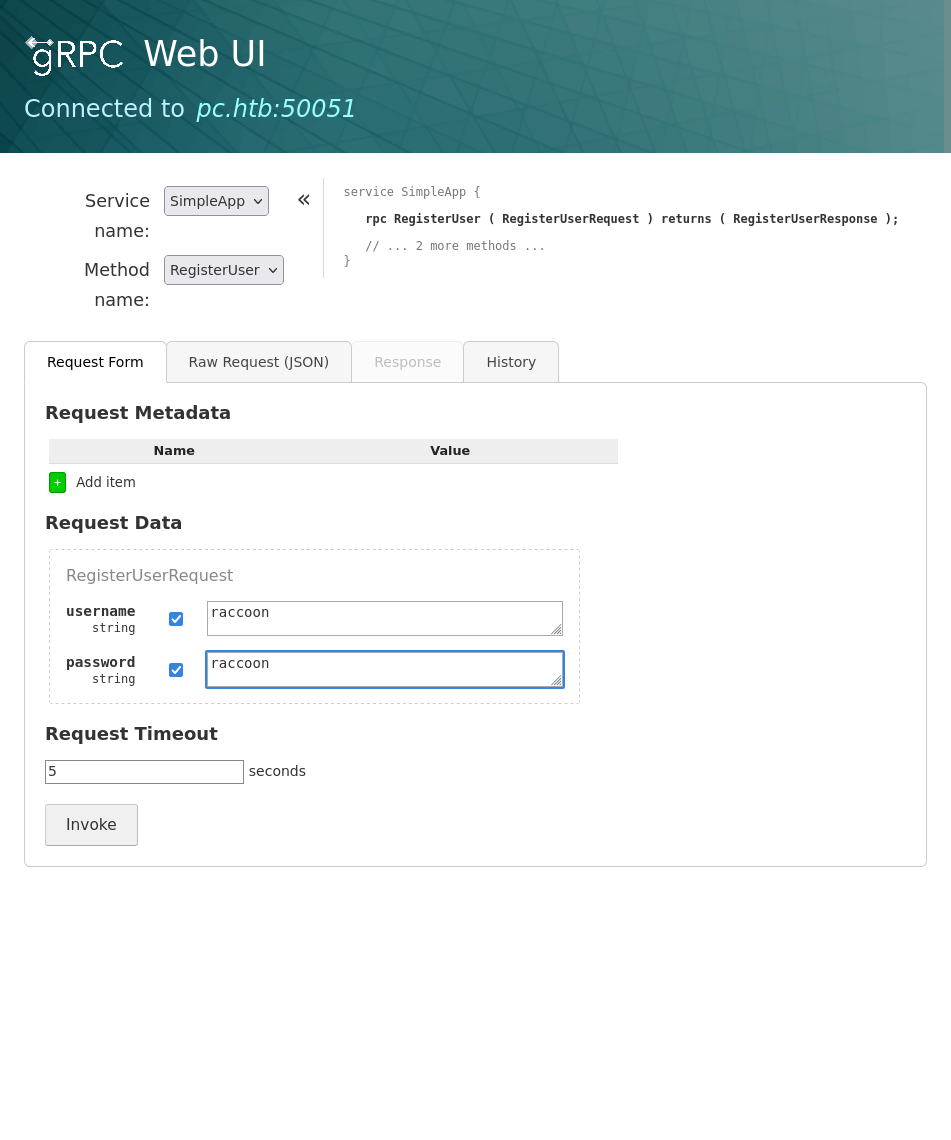 gRPC Web UI
Connected to pc.htb:50051
Service name:
SimpleApp
«
Method name:
RegisterUser
service SimpleApp {
rpc RegisterUser ( RegisterUserRequest ) returns ( RegisterUserResponse );
// ... 2 more methods ...
}
Request Form
Raw Request (JSON)
Response
History
Request Metadata
Name Value
+ Add item
Request Data
RegisterUserRequest
username
string
raccoon
password
string
raccoon
Request Timeout
5 seconds
Invoke